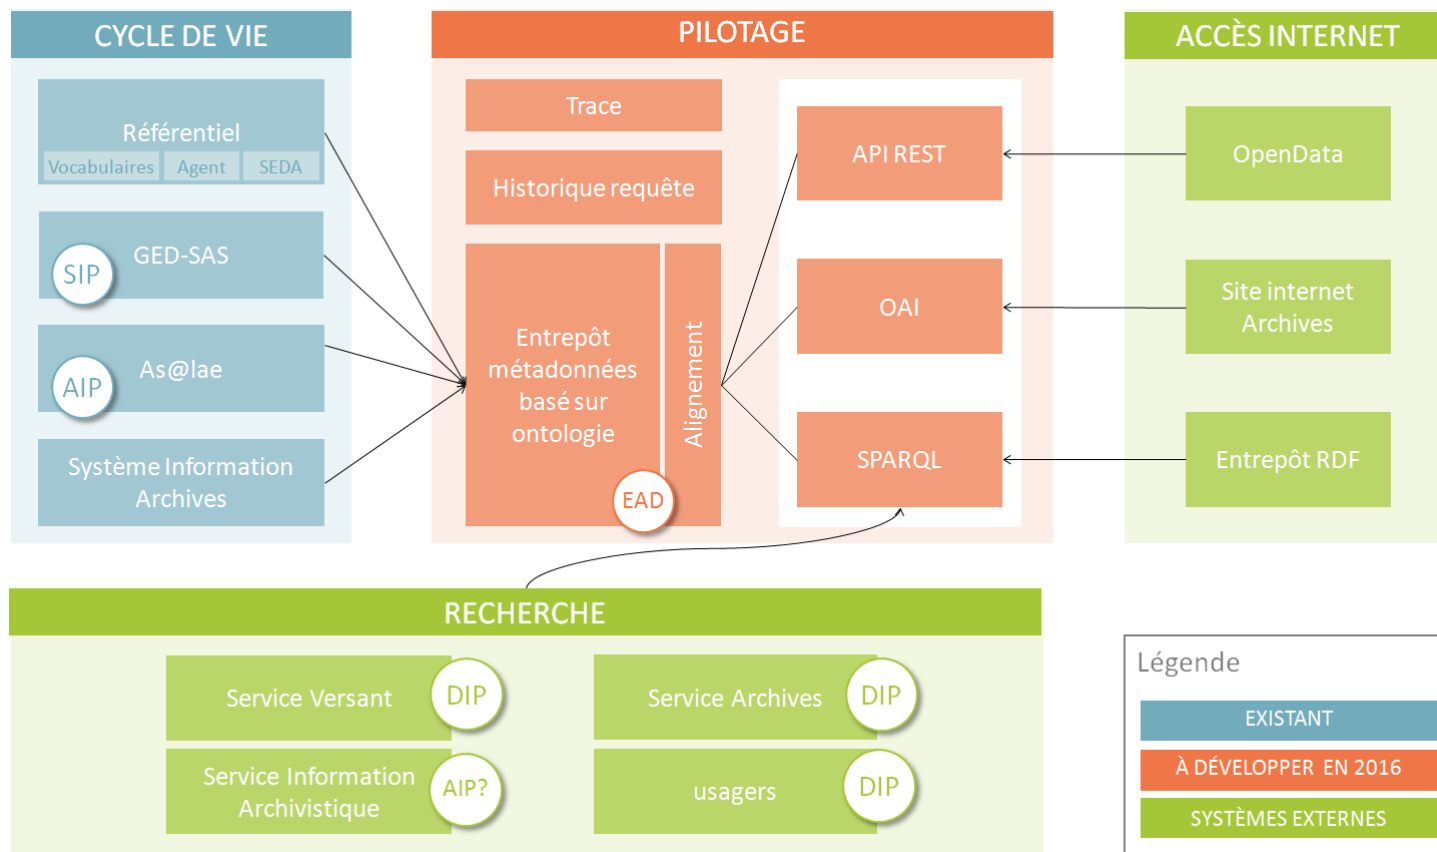 CYCLE DE VIE
Référentiel
Vocabulaires
Agent
SEDA
GED-SAS
SIP
As@lae
AIP
Système Information
Archives
PILOTAGE
Trace
Historique requête
Entrepôt
métadonnées
basé sur
ontologie
EAD
Alignement
API REST
OAI
SPARQL
ACCÈS INTERNET
OpenData
Site internet
Archives
Entrepôt RDF
RECHERCHE
Service Versant
DIP
Service Archives
DIP
Service Information
Archivistique
AIP?
usagers
DIP
Légende
EXISTANT
À DÉVELOPPER EN 2016
SYSTÈMES EXTERNES